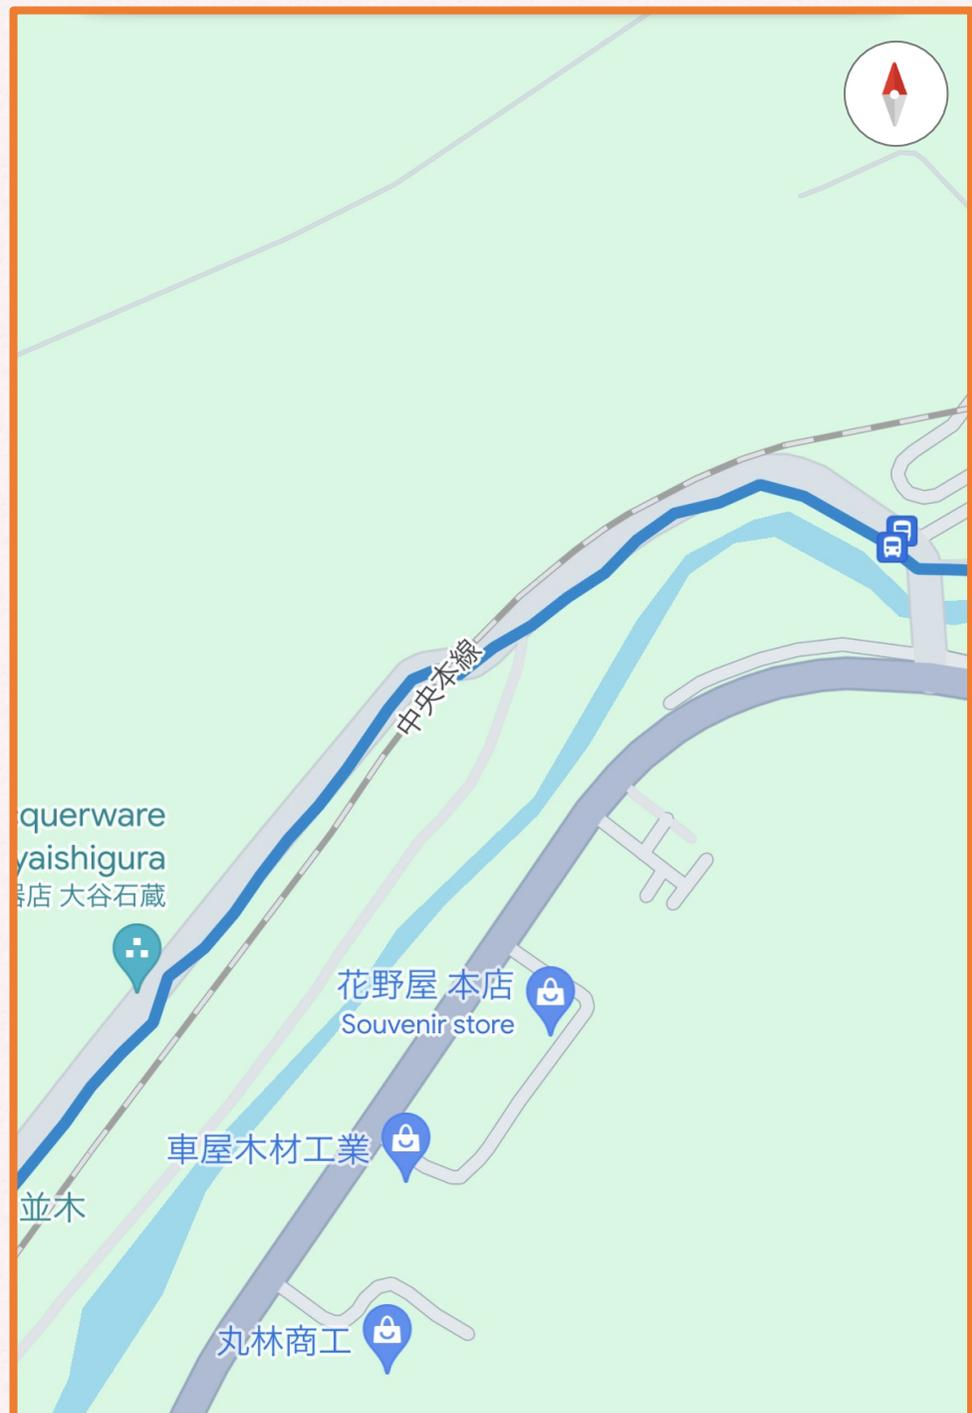 中央本線
querware
yaishigura
器店 大谷石蔵
花野屋 本店
Souvenir store
車屋木材工業
並木
丸林商工